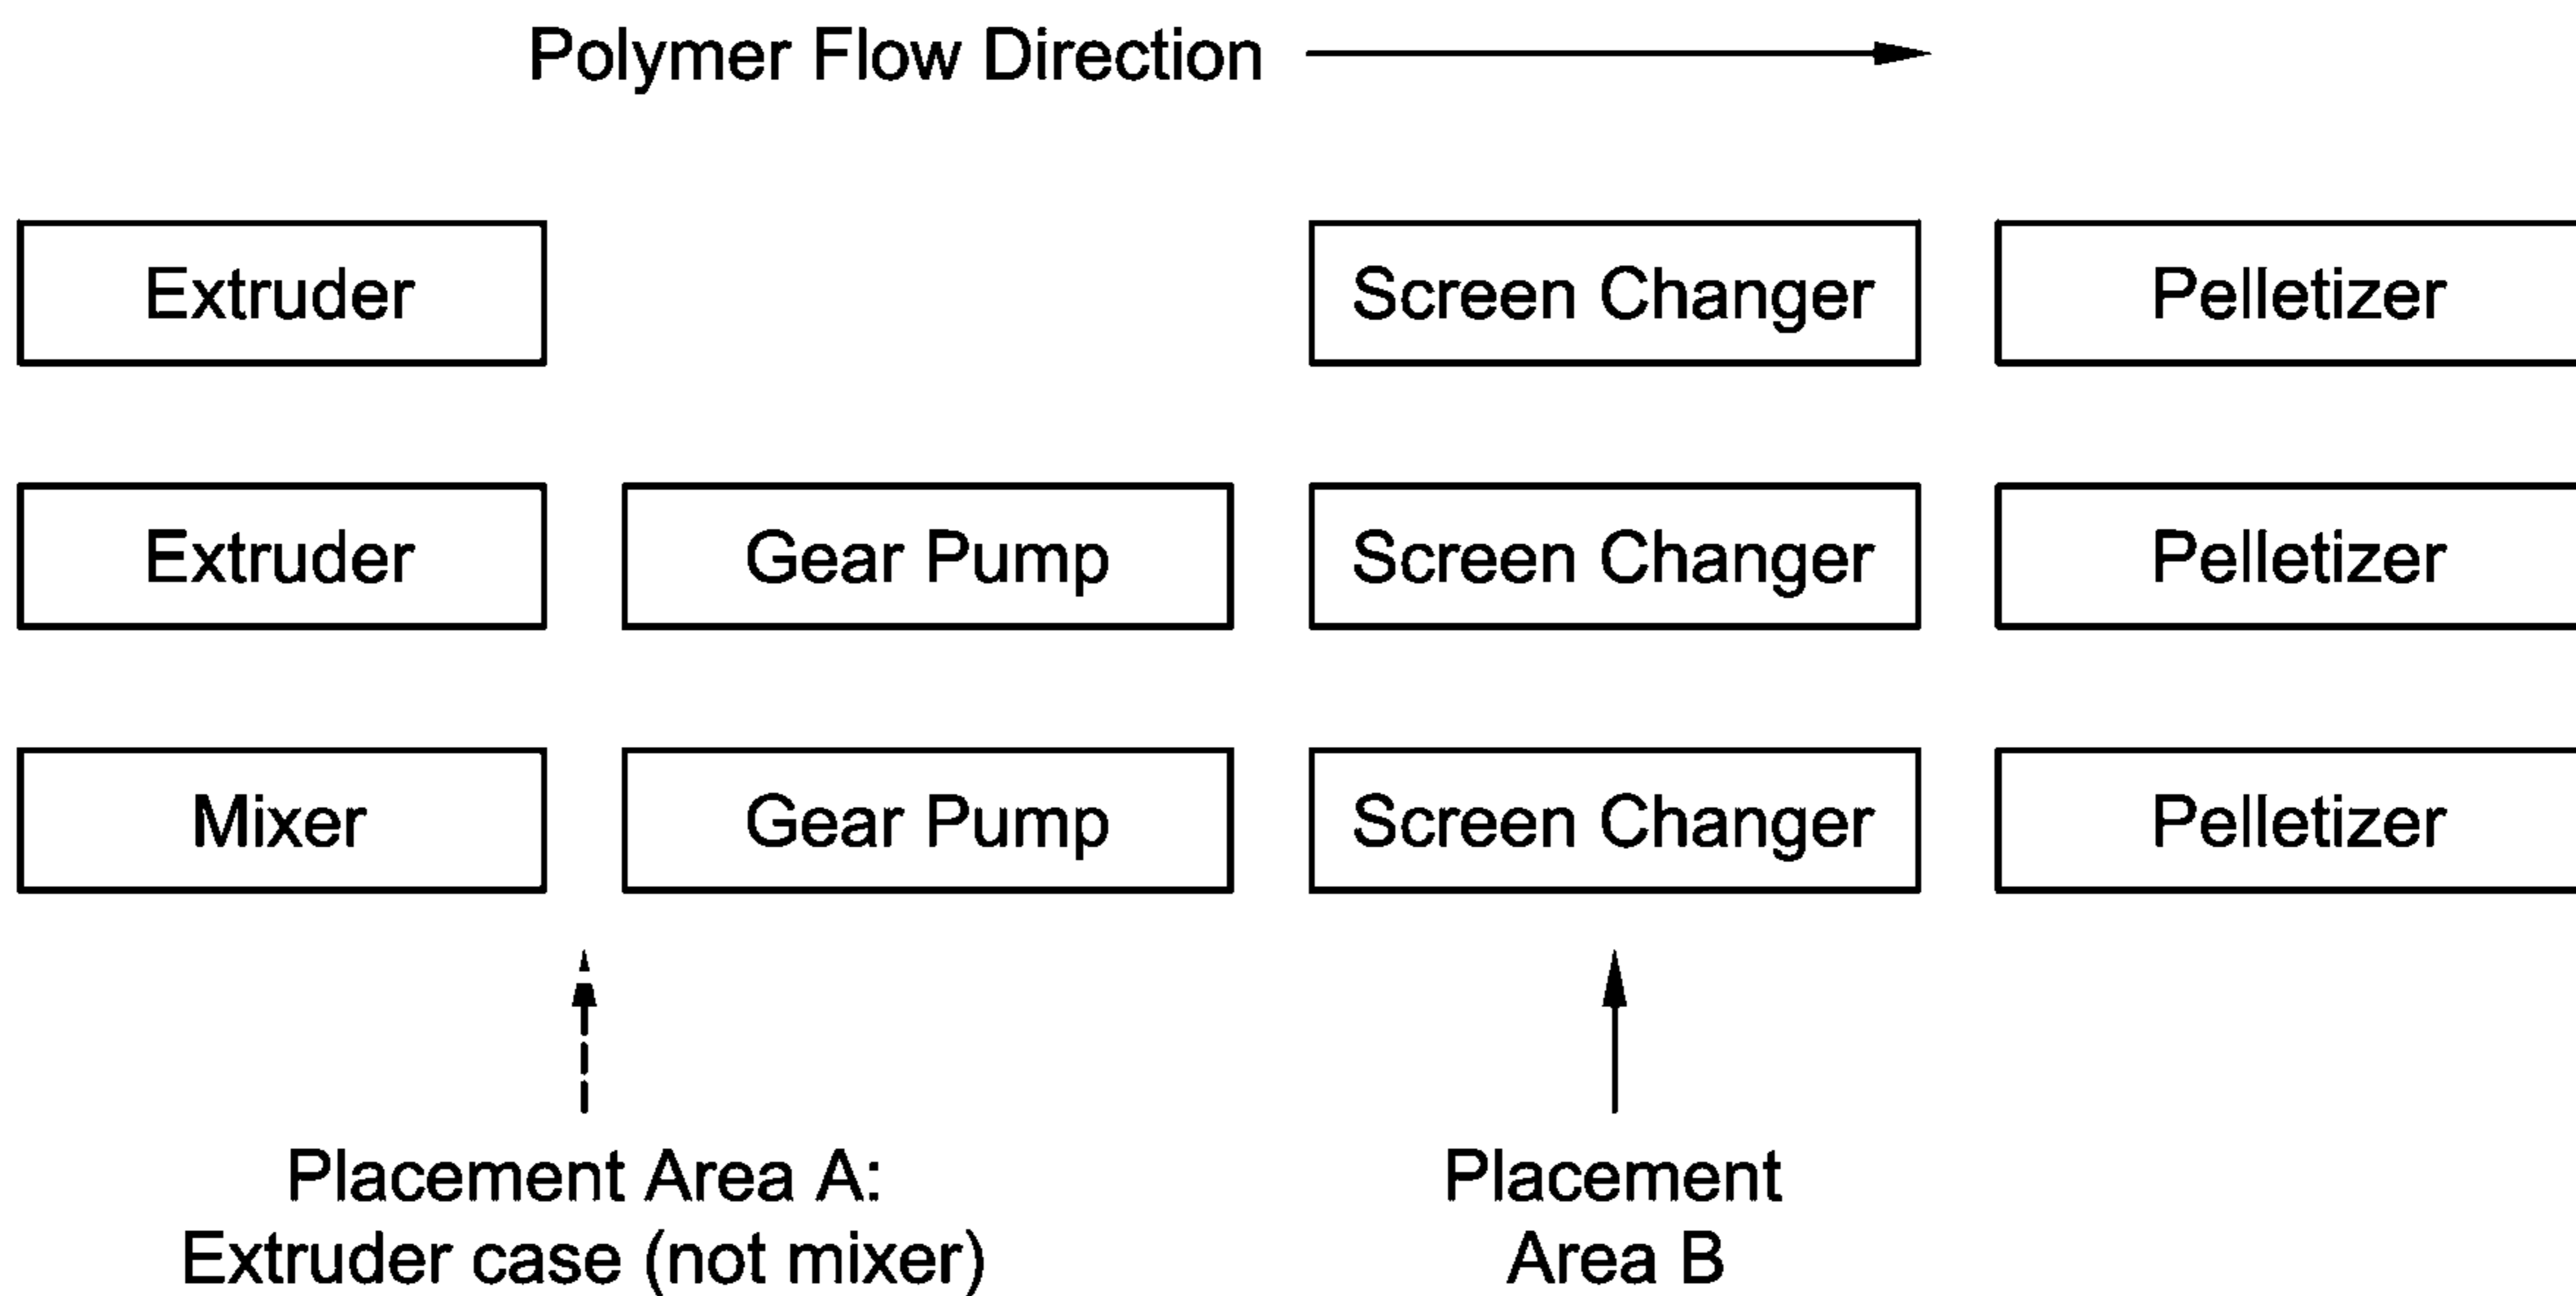 Polymer Flow Direction
Extruder
Screen Changer
Pelletizer
Extruder
Gear Pump
Screen Changer
Pelletizer
Mixer
Gear Pump
Screen Changer
Pelletizer
Placement Area A:
Extruder case (not mixer)
Placement
Area B